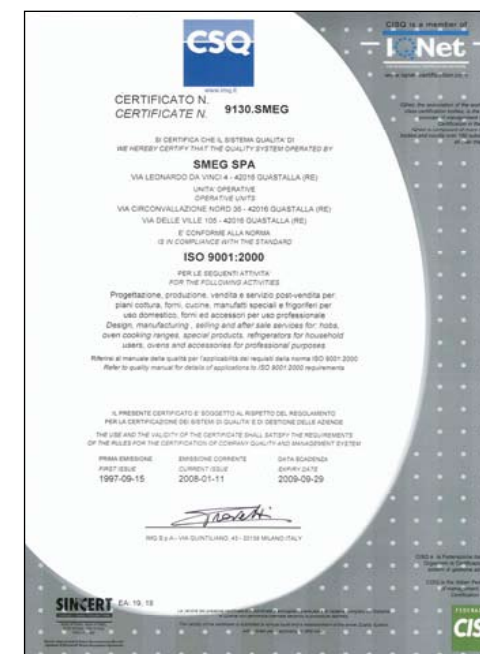 CSQ
www.imq.it
CERTIFICATO N.
CERTIFICATE N. 9130.SMEG
SI CERTIFICA CHE IL SISTEMA QUALITA' DI
WE HEREBY CERTIFY THAT THE QUALITY SYSTEM OPERATED BY
SMEG SPA
VIA LEONARDO DA VINCI 4 - 42016 GUASTALLA (RE)
UNITA' OPERATIVE
OPERATIVE UNITS
VIA CIRCONVALLAZIONE NORD 36 - 42016 GUASTALLA (RE)
VIA DELLE VILLE 105 - 42016 GUASTALLA (RE)
E' CONFORME ALLA NORMA
IS IN COMPLIANCE WITH THE STANDARD
ISO 9001:2000
PER LE SEGUENTI ATTIVITA'
FOR THE FOLLOWING ACTIVITIES
Progettazione, produzione, vendita e servizio post-vendita per:
piani cottura, forni, cucine, manufatti speciali e frigoriferi per
uso domestico, forni ed accessori per uso professionale
Design, manufacturing , selling and after sale services for: hobs,
oven cooking ranges, special products, refrigerators for household
users, ovens and accessories for professional purposes
Riferirsi al manuale della qualità per l'applicabilità dei requisiti della norma ISO 9001:2000
Refer to quality manual for details of applications to ISO 9001:2000 requirements
IL PRESENTE CERTIFICATO E' SOGGETTO AL RISPETTO DEL REGOLAMENTO
PER LA CERTIFICAZIONE DEI SISTEMI DI QUALITA' E DI GESTIONE DELLE AZIENDE
THE USE AND THE VALIDITY OF THE CERTIFICATE SHALL SATISFY THE REQUIREMENTS
OF THE RULES FOR THE CERTIFICATION OF COMPANY QUALITY AND MANAGEMENT SYSTEM
PRIMA EMISSIONE EMISSIONE CORRENTE DATA SCADENZA
FIRST ISSUE CURRENT ISSUE EXPIRY DATE
1997-09-15 2008-01-11 2009-09-29
IMQ S.p.A - VIA QUINTILIANO, 43 - 20138 MILANO ITALY
SINCERT EA: 19, 18
CISQ is a member of
IQNet
CIS